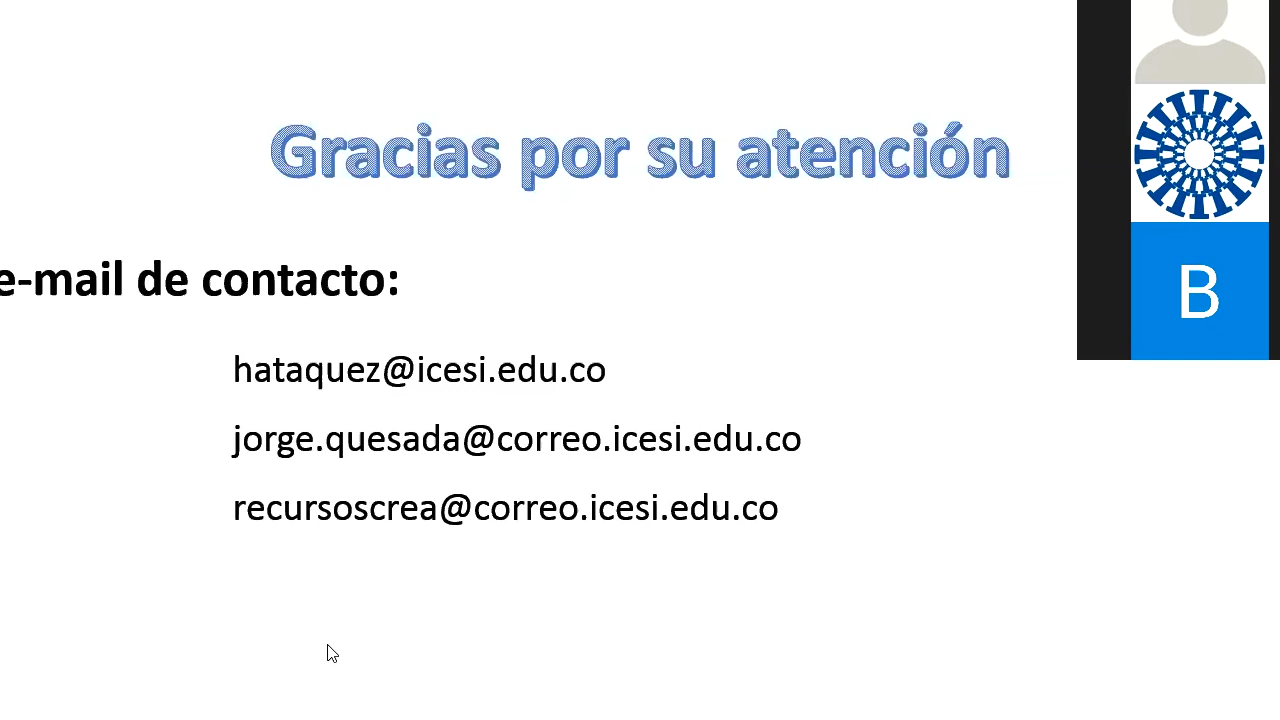 Gracias por su atención
e-mail de contacto:
hataquez@icesi.edu.co
jorge.quesada@correo.icesi.edu.co
recursoscrea@correo.icesi.edu.co
B